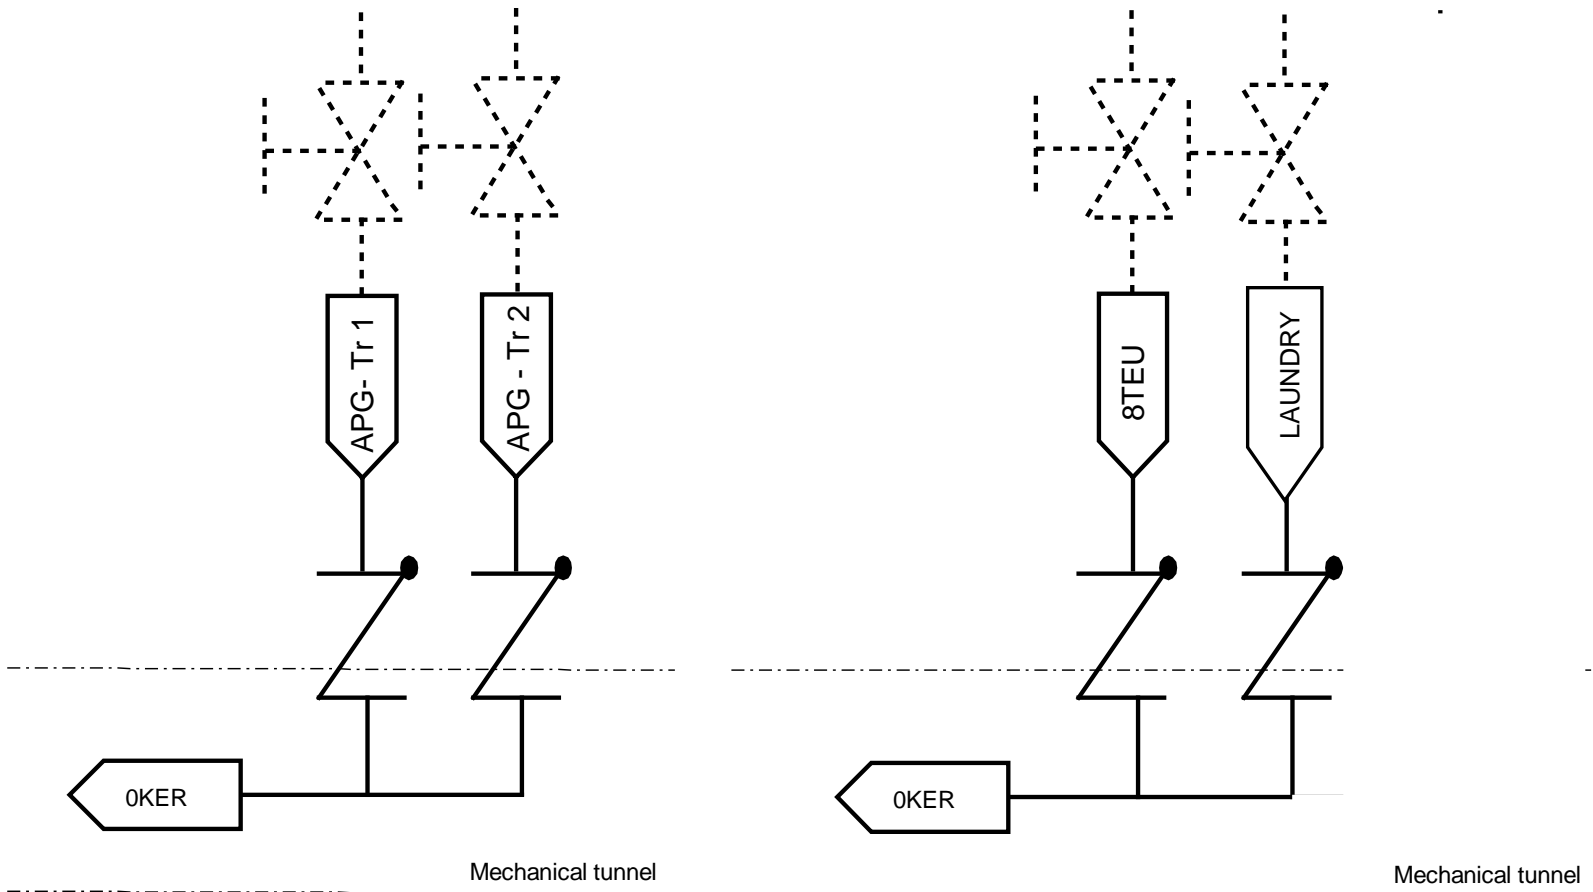 APG- Tr 1
APG - Tr 2
8TEU
LAUNDRY
0KER
0KER
Mechanical tunnel
Mechanical tunnel